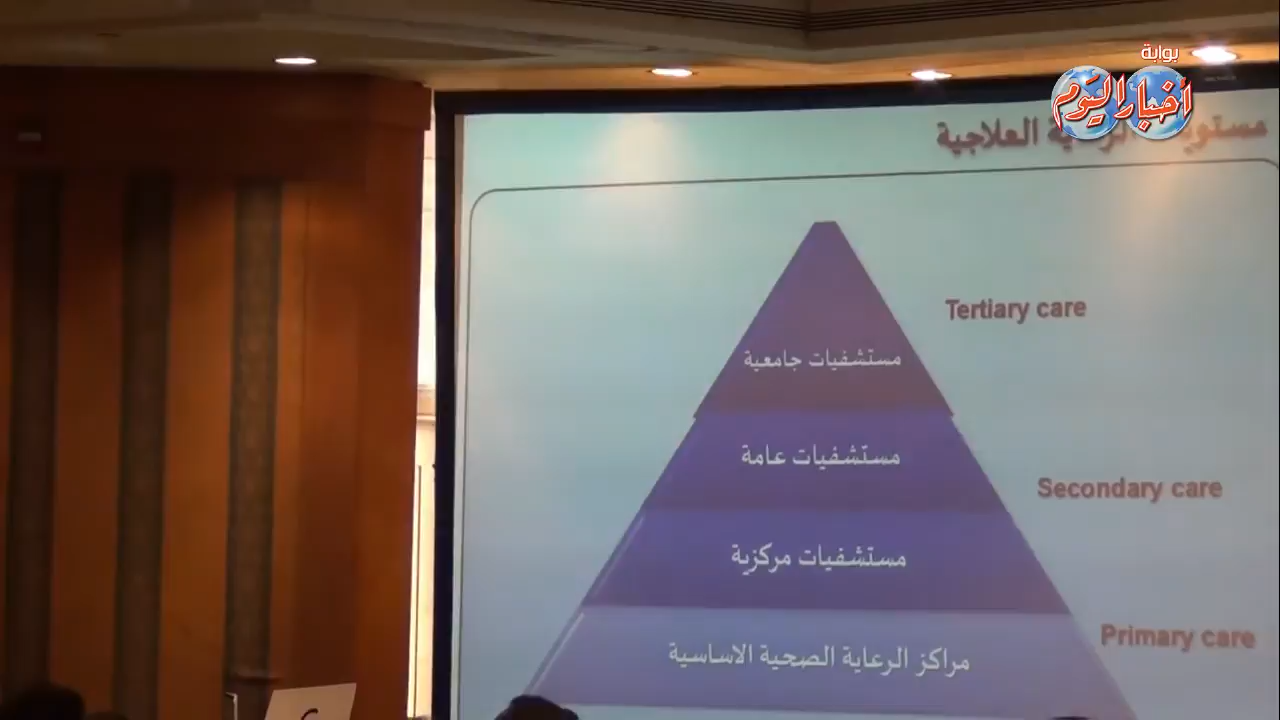 بوابة
أخبار اليوم
العلاجية
Tertiary care
مستشفيات جامعية
مستشفيات عامة
Secondary care
مستشفيات مركزية
Primary care
مراكز الرعاية الصحية الاساسية